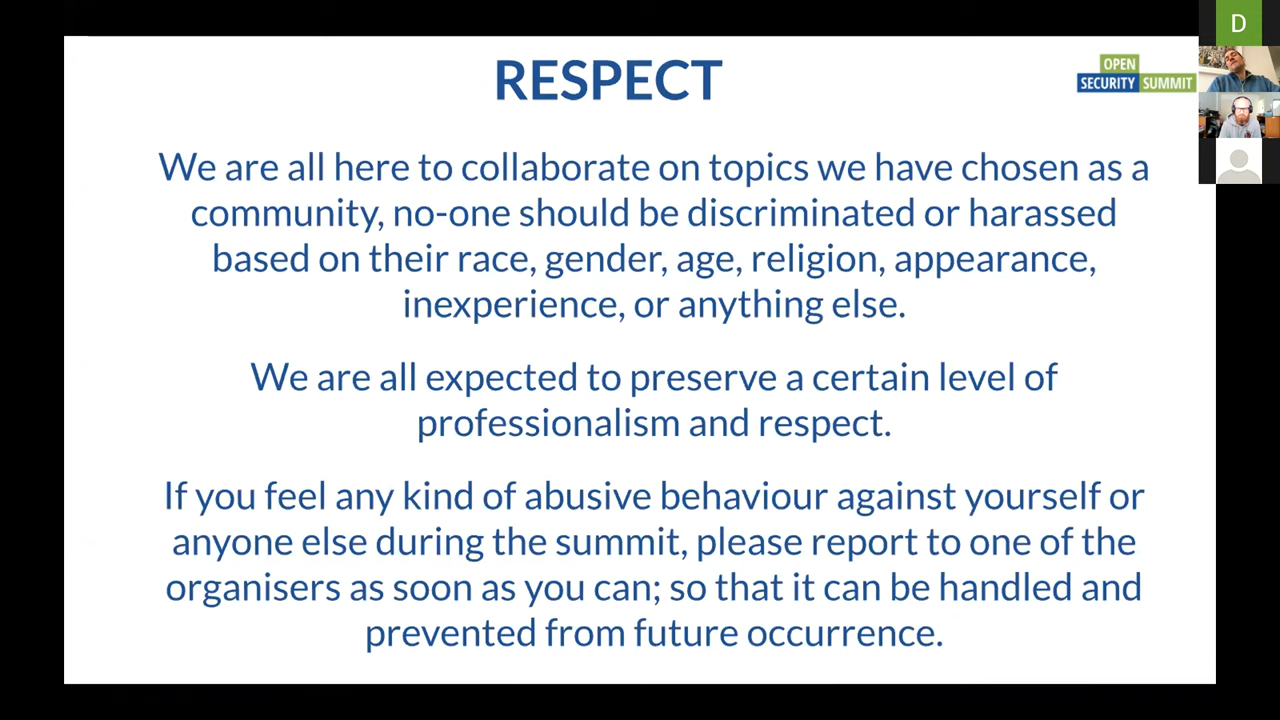 RESPECT
OPEN
SECURITY SUMMIT
D
We are all here to collaborate on topics we have chosen as a
community, no-one should be discriminated or harassed
based on their race, gender, age, religion, appearance,
inexperience, or anything else.
We are all expected to preserve a certain level of
professionalism and respect.
If you feel any kind of abusive behaviour against yourself or
anyone else during the summit, please report to one of the
organisers as soon as you can; so that it can be handled and
prevented from future occurrence.